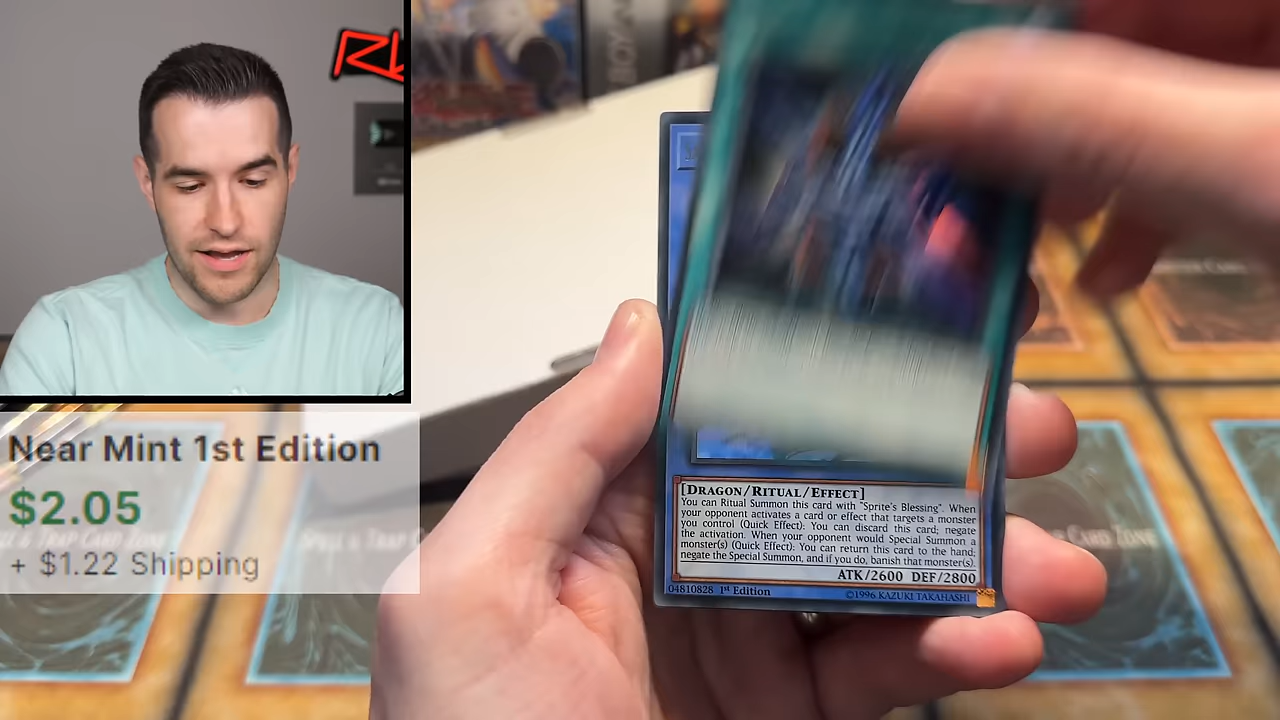 Near Mint 1st Edition
$2.05
+ $1.22 Shipping
[DRAGON/RITUAL/EFFECT]
You can Ritual Summon this card with "Sprite's Blessing". When
your opponent activates a card or effect that targets a monster
you control (Quick Effect): You can discard this card; negate
the activation. When your opponent would Special Summon a
monster(s) (Quick Effect): You can return this card to the hand;
negate the Special Summon, and if you do, banish that monster(s).
ATK/2600 DEF/2800
04810828 1st Edition ©1996 KAZUKI TAKAHASHI